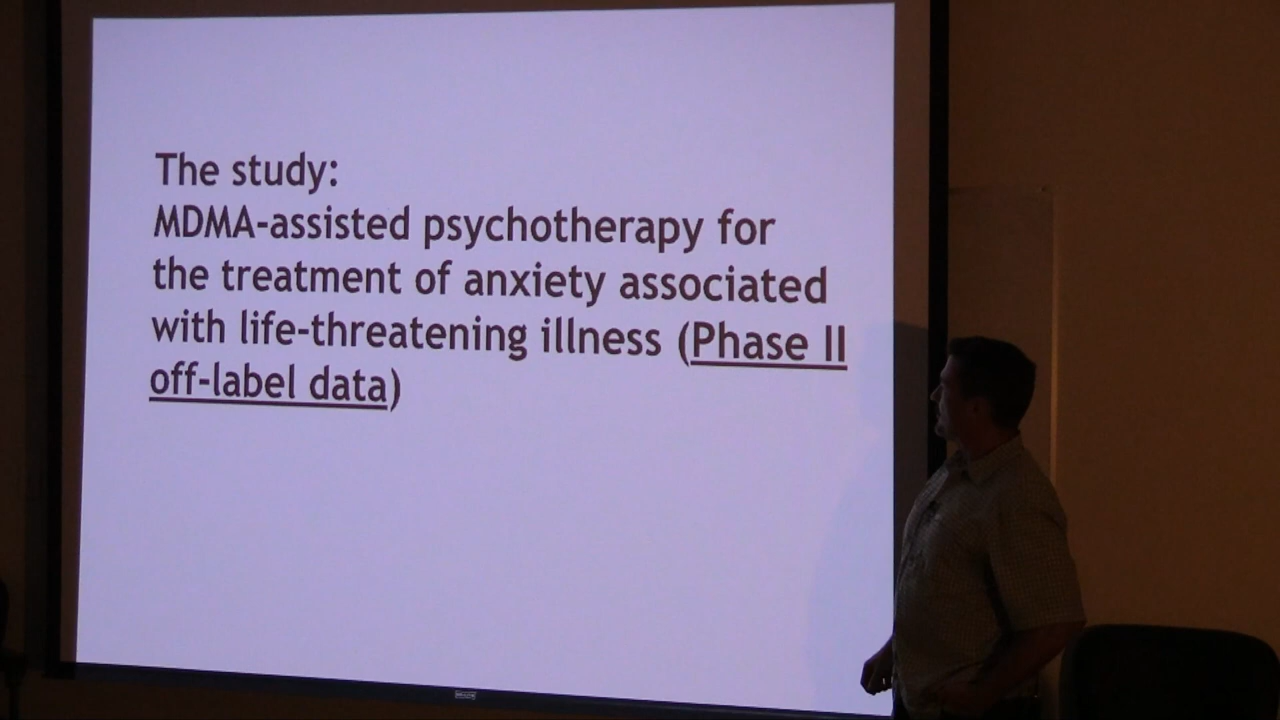 The study:
MDMA-assisted psychotherapy for
the treatment of anxiety associated
with life-threatening illness (Phase II
off-label data)